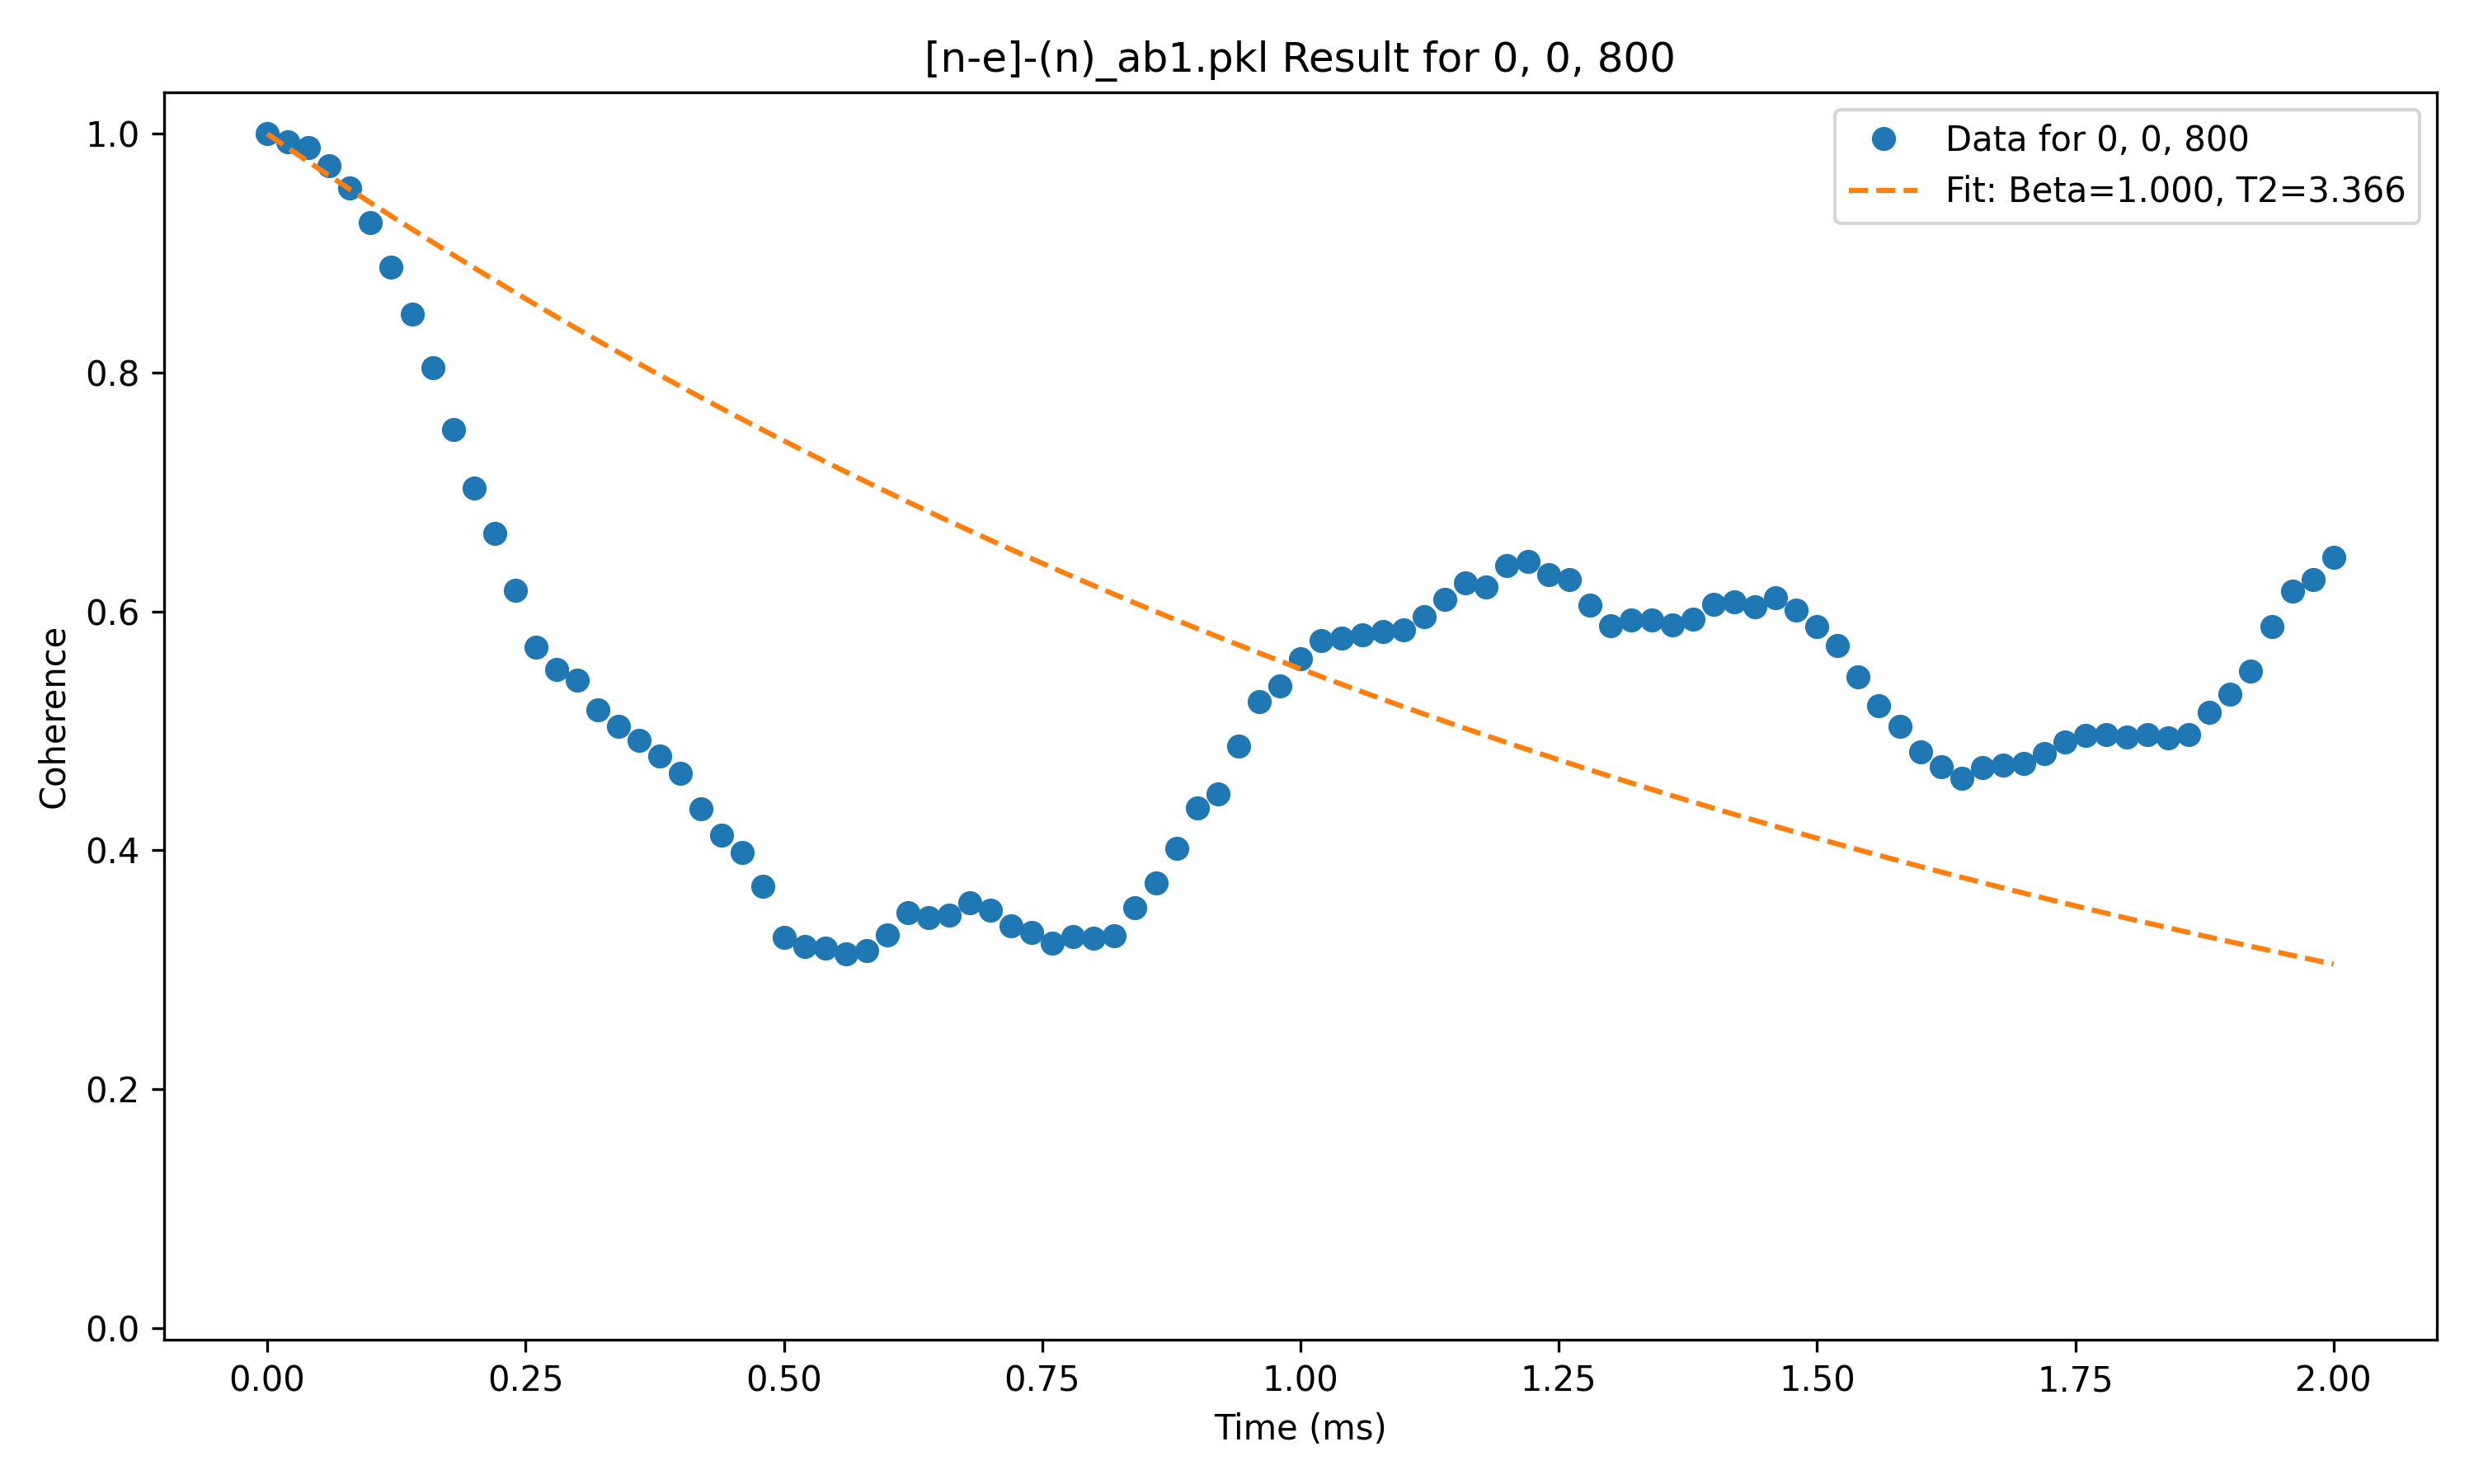 [n-e]-(n)_ab1.pkl Result for 0, 0, 800
Data for 0, 0, 800
Fit: Beta=1.000, T2=3.366
Coherence
1.0
0.8
0.6
0.4
0.2
0.0
0.00 0.25 0.50 0.75 1.00 1.25 1.50 1.75 2.00
Time (ms)